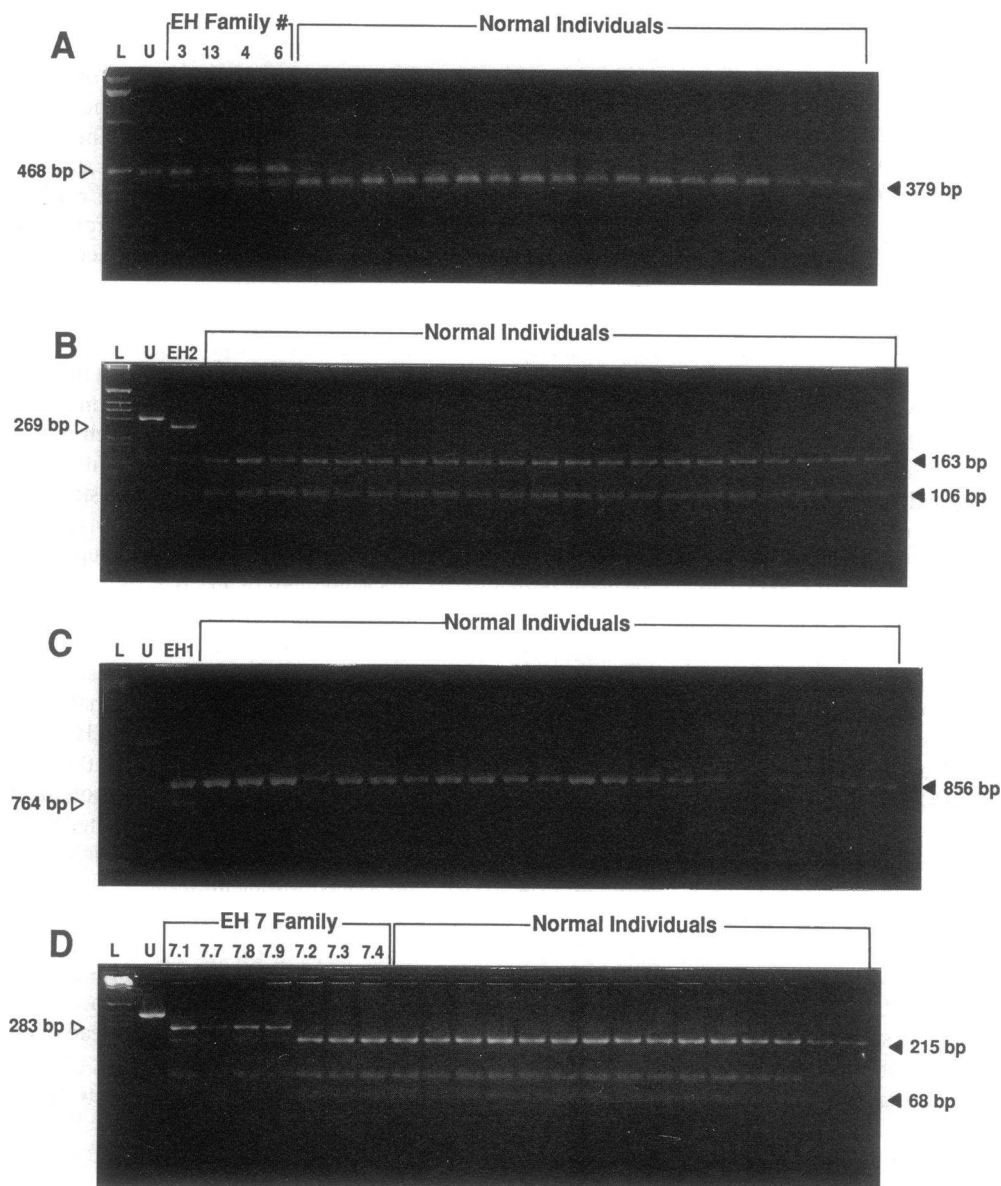 A
EH Family #
Normal Individuals
L U 3 13 4 6
468 bp
379 bp
B
Normal Individuals
L U EH2
269 bp
163 bp
106 bp
C
Normal Individuals
L U EH1
764 bp
856 bp
D
EH 7 Family
Normal Individuals
L U 7.1 7.7 7.8 7.9 7.2 7.3 7.4
283 bp
215 bp
68 bp